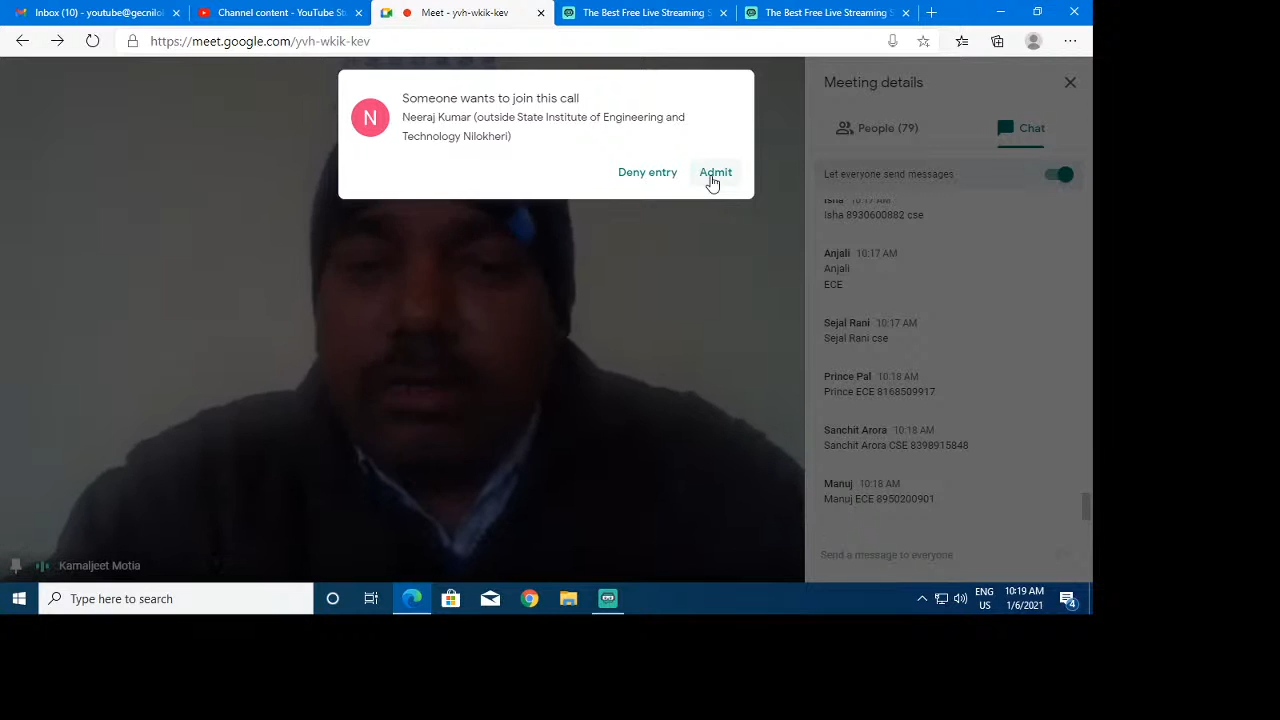 Inbox (10) - youtube@gecnilo
Channel content - YouTube St
Meet - yvh-wkik-kev
The Best Free Live Streaming S
The Best Free Live Streaming S
https://meet.google.com/yvh-wkik-kev
Someone wants to join this call
N
Neeraj Kumar (outside State Institute of Engineering and
Technology Nilokheri)
Deny entry
Admit
Meeting details
People (79)
Chat
Let everyone send messages
Isha 10:17 AM
Isha 8930600882 cse
Anjali 10:17 AM
Anjali
ECE
Sejal Rani 10:17 AM
Sejal Rani cse
Prince Pal 10:18 AM
Prince ECE 8168509917
Sanchit Arora 10:18 AM
Sanchit Arora CSE 8398915848
Manuj 10:18 AM
Manuj ECE 8950200901
Send a message to everyone
Kamaljeet Motia
Type here to search
ENG
US
10:19 AM
1/6/2021
4